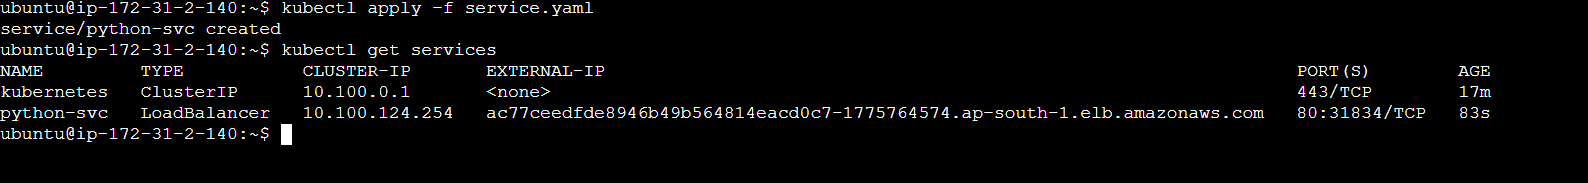 ubuntu@ip-172-31-2-140:~$ kubectl apply -f service.yaml
service/python-svc created
ubuntu@ip-172-31-2-140:~$ kubectl get services
NAME TYPE CLUSTER-IP EXTERNAL-IP PORT(S) AGE
kubernetes ClusterIP 10.100.0.1 <none> 443/TCP 17m
python-svc LoadBalancer 10.100.124.254 ac77ceedfde8946b49b564814eacd0c7-1775764574.ap-south-1.elb.amazonaws.com 80:31834/TCP 83s
ubuntu@ip-172-31-2-140:~$